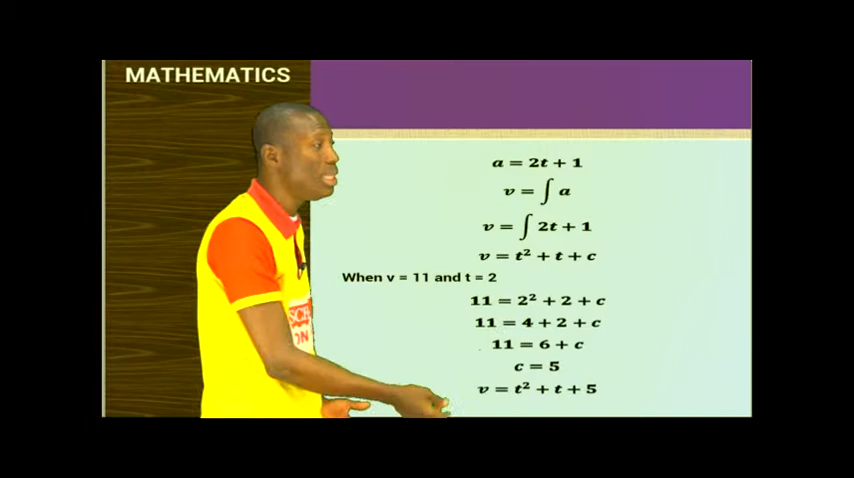 MATHEMATICS
a = 2t + 1
v = ∫ a
v = ∫ 2t + 1
v = t² + t + c
When v = 11 and t = 2
11 = 2² + 2 + c
11 = 4 + 2 + c
11 = 6 + c
c = 5
v = t² + t + 5